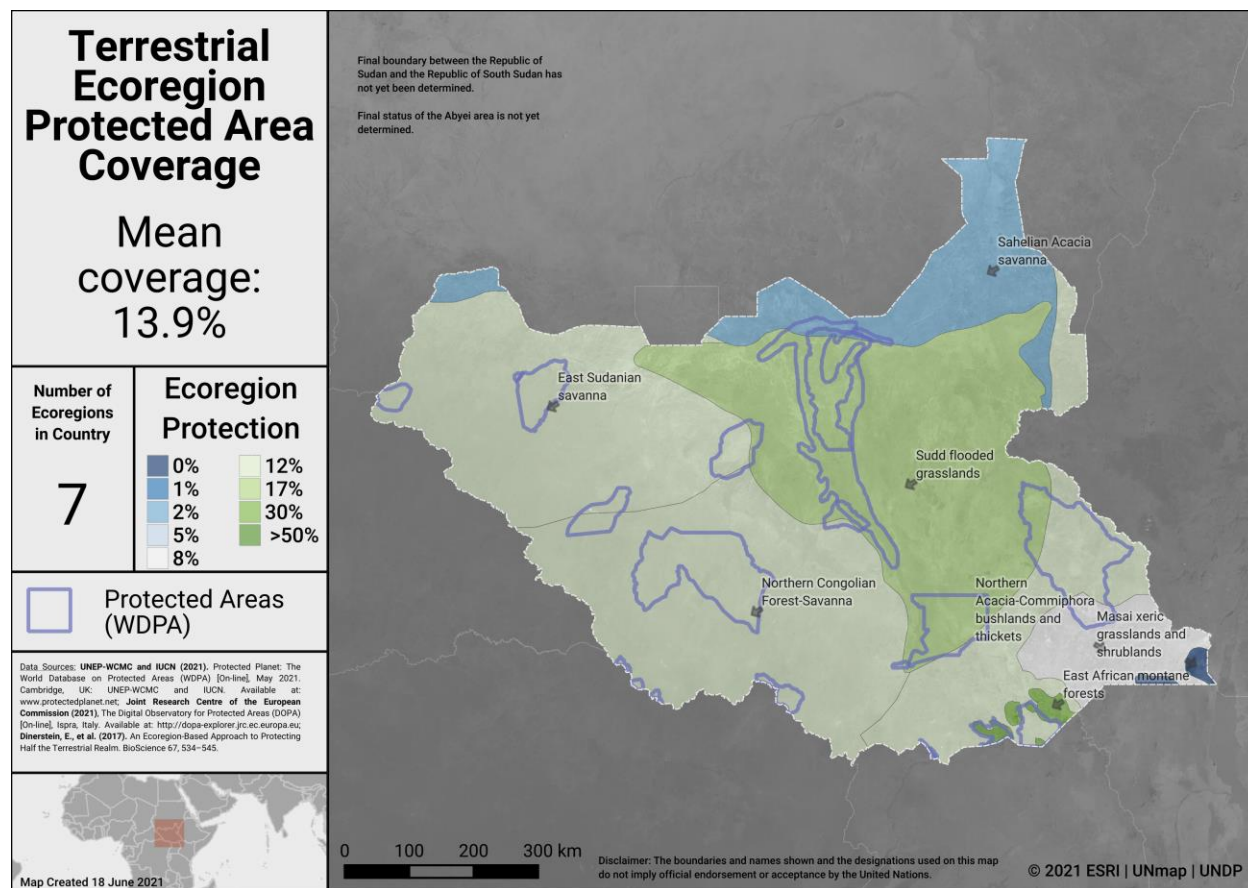 Terrestrial
Ecoregion
Protected Area
Coverage
Mean
coverage:
13.9%
Number of
Ecoregions
in Country
7
Ecoregion
Protection
0%
1%
2%
5%
8%
12%
17%
30%
>50%
Protected Areas
(WDPA)
Data Sources: UNEP-WCMC and IUCN (2021). Protected Planet: The
World Database on Protected Areas (WDPA) [On-line], May 2021.
Cambridge, UK: UNEP-WCMC and IUCN. Available at:
www.protectedplanet.net; Joint Research Centre of the European
Commission (2021), The Digital Observatory for Protected Areas (DOPA)
[On-line], Ispra, Italy. Available at: http://dopa-explorer.jrc.ec.europa.eu;
Dinerstein, E., et al. (2017). An Ecoregion-Based Approach to Protecting
Half the Terrestrial Realm. BioScience 67, 534–545.
Map Created 18 June 2021
Final boundary between the Republic of
Sudan and the Republic of South Sudan has
not yet been determined.
Final status of the Abyei area is not yet
determined.
Sahelian Acacia
savanna
East Sudanian
savanna
Sudd flooded
grasslands
Northern Congolian
Forest-Savanna
Northern
Acacia-Commiphora
bushlands and
thickets
Masai xeric
grasslands and
shrublands
East African montane
forests
0 100 200 300 km
Disclaimer: The boundaries and names shown and the designations used on this map
do not imply official endorsement or acceptance by the United Nations.
© 2021 ESRI | UNmap | UNDP